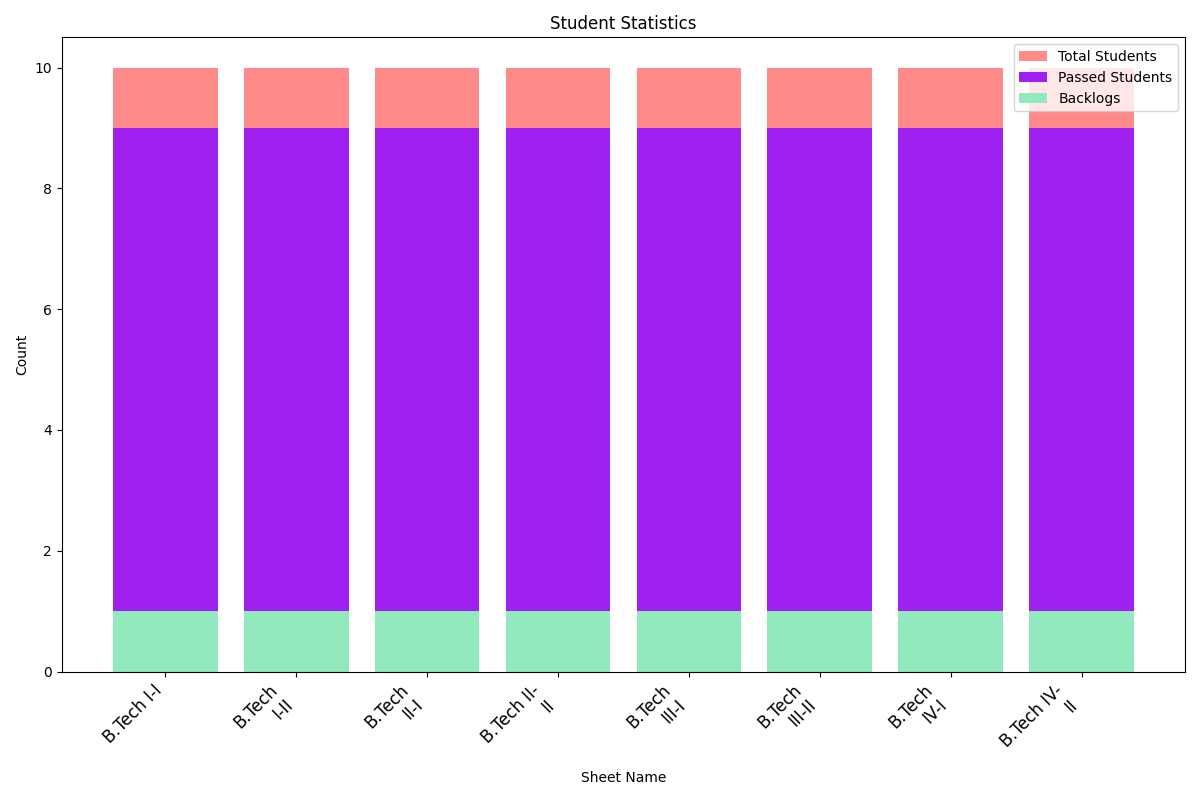 Student Statistics
Total Students
Passed Students
Backlogs
Count
10
8
6
4
2
0
B.Tech I-I
B.Tech
I-II
B.Tech
II-I
B.Tech II-
II
B.Tech
III-I
B.Tech
III-II
B.Tech
IV-I
B.Tech IV-
II
Sheet Name